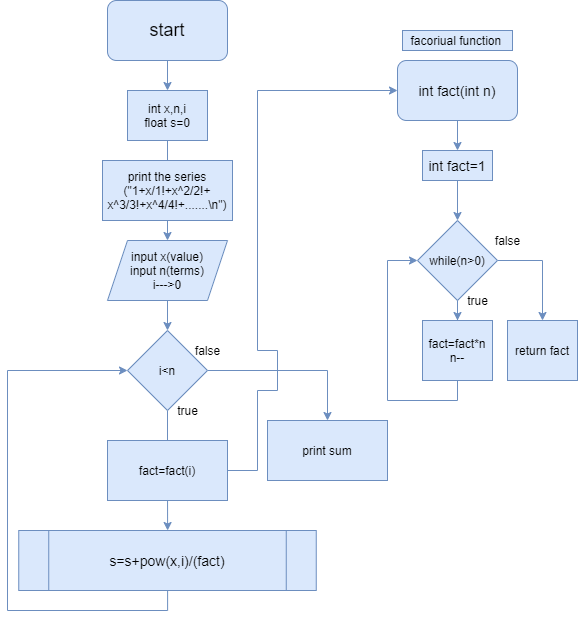 start
int x,n,i
float s=0
print the series
("1+x/1!+x^2/2!+
x^3/3!+x^4/4!+.......\n")
input x(value)
input n(terms)
i--->0
i<n
false
true
print sum
fact=fact(i)
s=s+pow(x,i)/(fact)
facoriual function
int fact(int n)
int fact=1
while(n>0)
false
true
fact=fact*n
n--
return fact